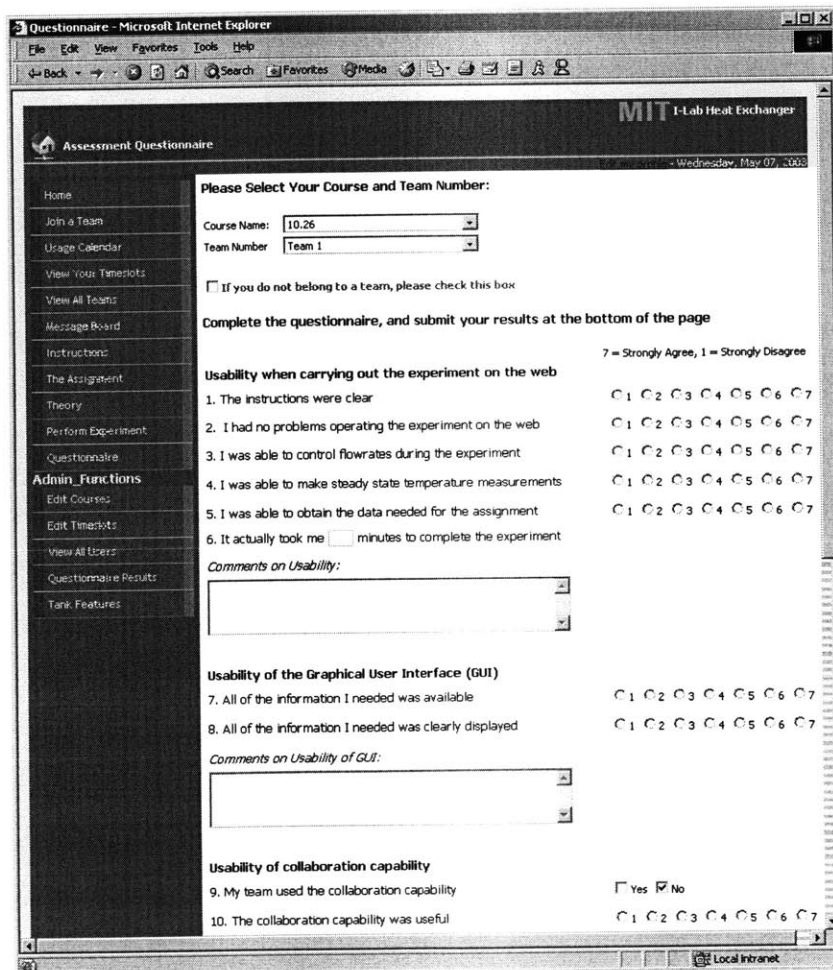 Questionnaire - Microsoft Internet Explorer
File Edit View Favorites Tools Help
Back Search Favorites Media
MIT I-Lab Heat Exchanger
Assessment Questionnaire
- Wednesday, May 07, 2003
Home
Join a Team
Usage Calendar
View Your Timeslots
View All Teams
Message Board
Instructions
The Assignment
Theory
Perform Experiment
Questionnaire
Admin_Functions
Edit Courses
Edit Timeslots
View All Users
Questionnaire Results
Tank Features
Please Select Your Course and Team Number:
Course Name: 10.26
Team Number Team 1
If you do not belong to a team, please check this box
Complete the questionnaire, and submit your results at the bottom of the page
7 = Strongly Agree, 1 = Strongly Disagree
Usability when carrying out the experiment on the web
1. The instructions were clear 1 2 3 4 5 6 7
2. I had no problems operating the experiment on the web 1 2 3 4 5 6 7
3. I was able to control flowrates during the experiment 1 2 3 4 5 6 7
4. I was able to make steady state temperature measurements 1 2 3 4 5 6 7
5. I was able to obtain the data needed for the assignment 1 2 3 4 5 6 7
6. It actually took me minutes to complete the experiment
Comments on Usability:
Usability of the Graphical User Interface (GUI)
7. All of the information I needed was available 1 2 3 4 5 6 7
8. All of the information I needed was clearly displayed 1 2 3 4 5 6 7
Comments on Usability of GUI:
Usability of collaboration capability
9. My team used the collaboration capability Yes No
10. The collaboration capability was useful 1 2 3 4 5 6 7
Local intranet